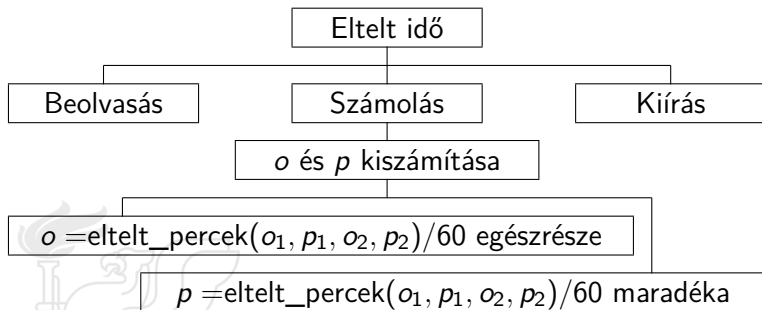 Eltelt idő
Beolvasás
Számolás
Kiírás
o és p kiszámítása
o =eltelt_percek(o₁, p₁, o₂, p₂)/60 egészrésze
p =eltelt_percek(o₁, p₁, o₂, p₂)/60 maradéka